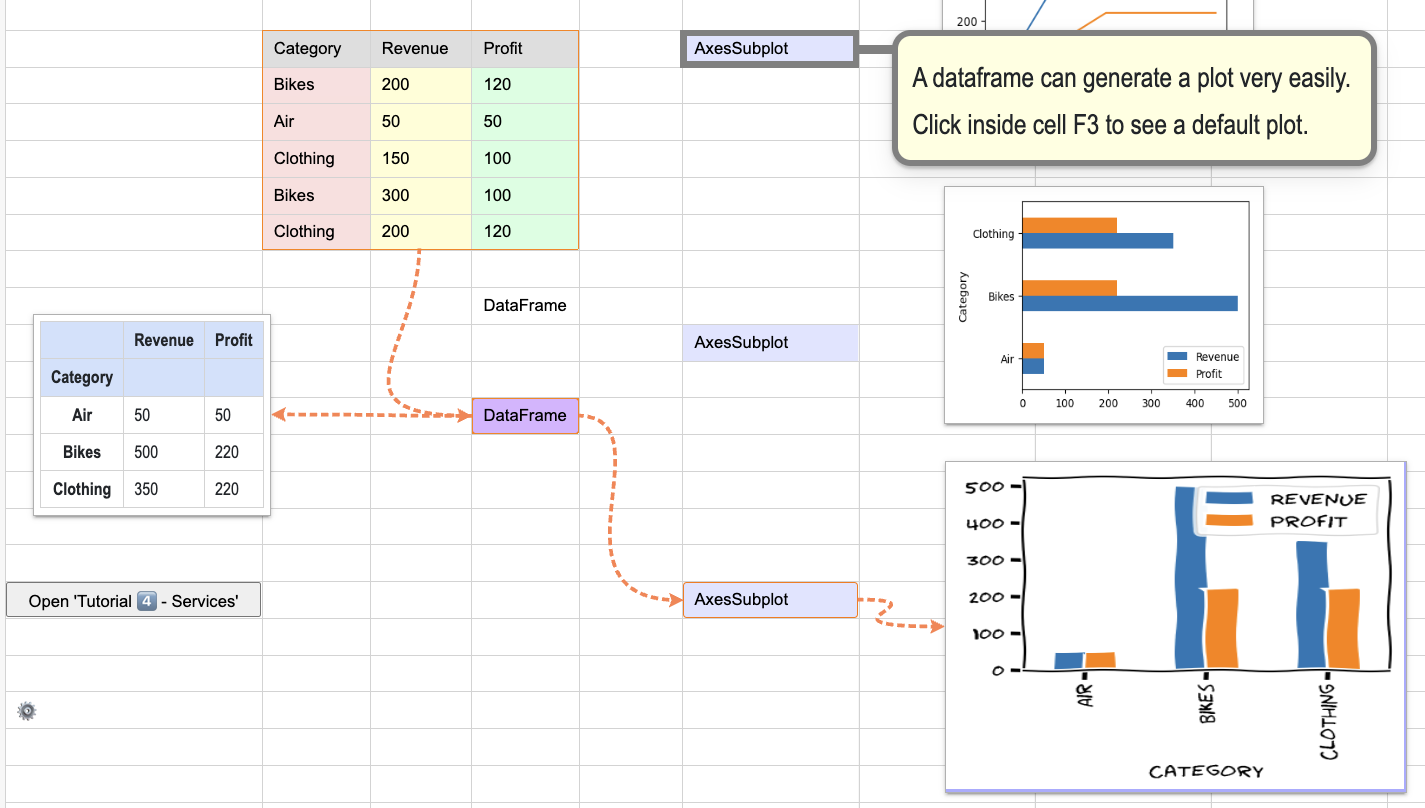 200
Category Revenue Profit
Bikes 200 120
Air 50 50
Clothing 150 100
Bikes 300 100
Clothing 200 120
AxesSubplot
A dataframe can generate a plot very easily.
Click inside cell F3 to see a default plot.
DataFrame
AxesSubplot
Category
Clothing
Bikes
Air
Revenue
Profit
0 100 200 300 400 500
Revenue Profit
Category
Air 50 50
Bikes 500 220
Clothing 350 220
DataFrame
Open 'Tutorial 4️⃣ - Services'
AxesSubplot
500
400
300
200
100
0
REVENUE
PROFIT
AIR
BIKES
CLOTHING
CATEGORY